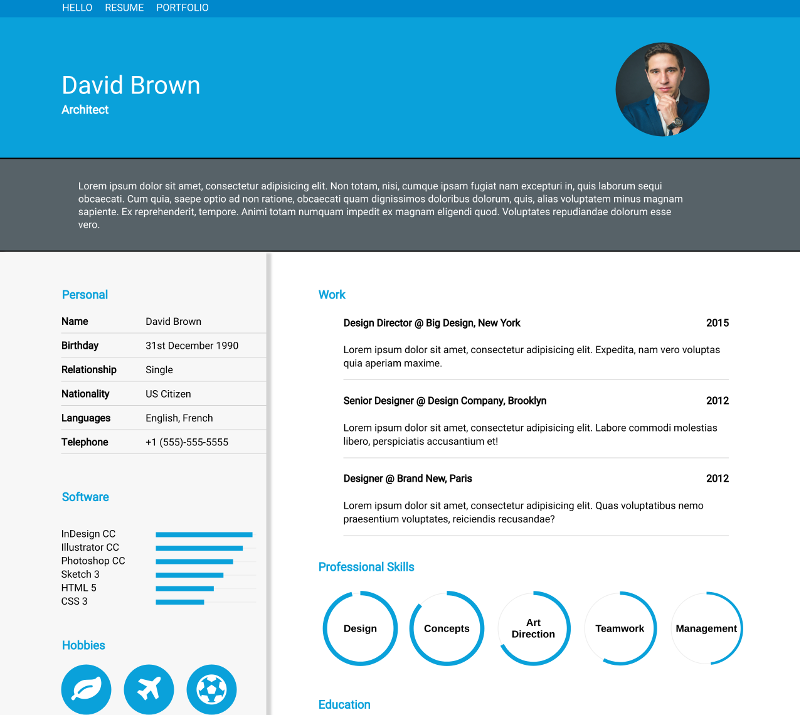 HELLO RESUME PORTFOLIO
David Brown
Architect
Lorem ipsum dolor sit amet, consectetur adipisicing elit. Non totam, nisi, cumque ipsam fugiat nam excepturi in, quis laborum sequi
obcaecati. Cum quia, saepe optio ad non ratione, obcaecati quam dignissimos doloribus dolorum, quis, alias voluptatem minus magnam
sapiente. Ex reprehenderit, tempore. Animi totam numquam impedit ex magnam eligendi quod. Voluptates repudiandae dolorum esse
vero.
Personal
Name David Brown
Birthday 31st December 1990
Relationship Single
Nationality US Citizen
Languages English, French
Telephone +1 (555)-555-5555
Software
InDesign CC
Illustrator CC
Photoshop CC
Sketch 3
HTML 5
CSS 3
Hobbies
Work
Design Director @ Big Design, New York 2015
Lorem ipsum dolor sit amet, consectetur adipisicing elit. Expedita, nam vero voluptas
quia aperiam maxime.
Senior Designer @ Design Company, Brooklyn 2012
Lorem ipsum dolor sit amet, consectetur adipisicing elit. Labore commodi molestias
libero, perspiciatis accusantium et!
Designer @ Brand New, Paris 2012
Lorem ipsum dolor sit amet, consectetur adipisicing elit. Quas voluptatibus nemo
praesentium voluptates, reiciendis recusandae?
Professional Skills
Design
Concepts
Art
Direction
Teamwork
Management
Education